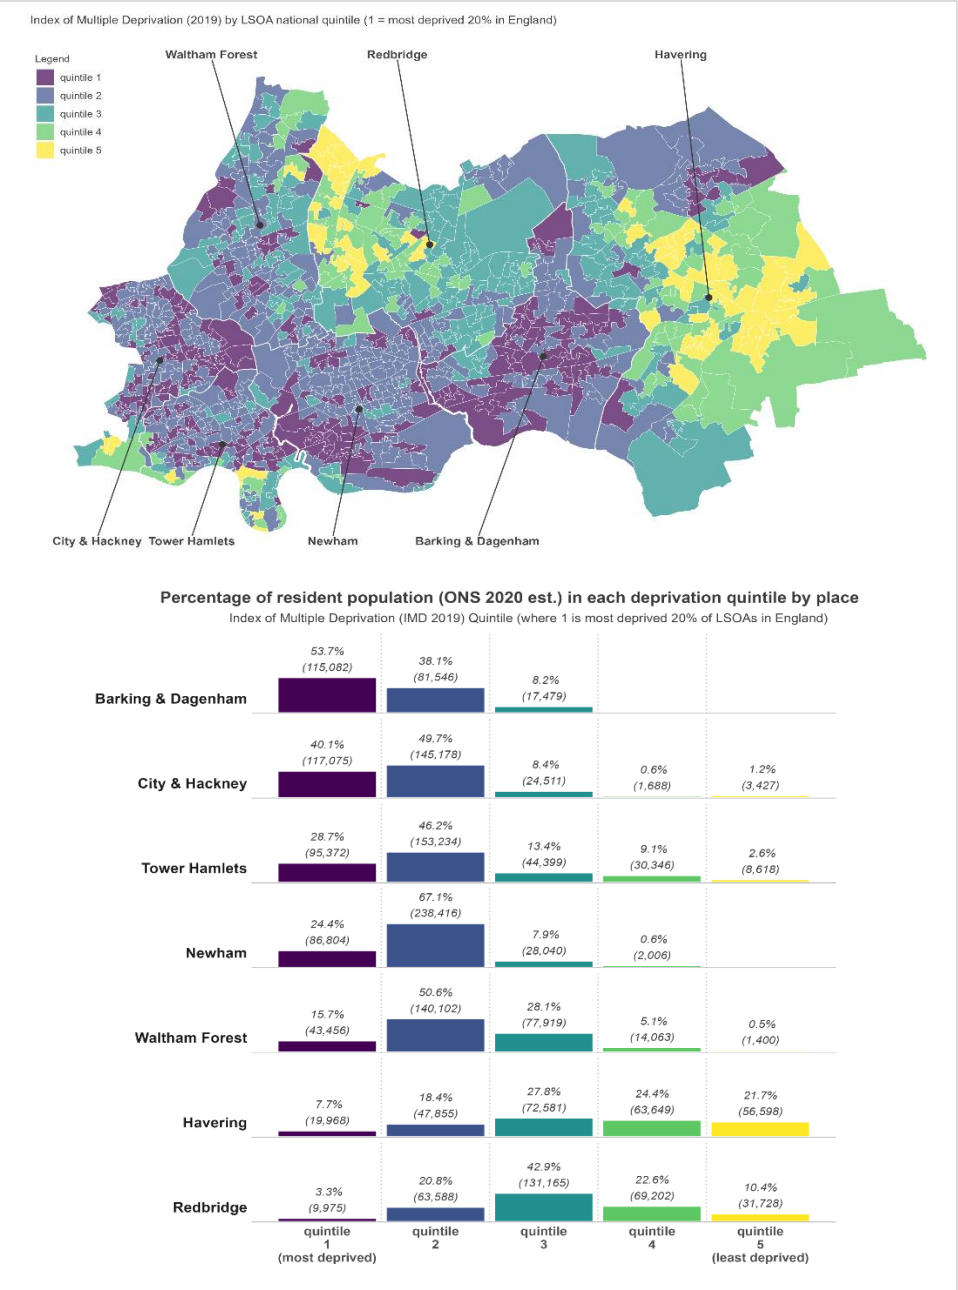 Index of Multiple Deprivation (2019) by LSOA national quintile (1 = most deprived 20% in England)
Waltham Forest
Redbridge
Havering
Legend
quintile 1
quintile 2
quintile 3
quintile 4
quintile 5
City & Hackney
Tower Hamlets
Newham
Barking & Dagenham
Percentage of resident population (ONS 2020 est.) in each deprivation quintile by place
Index of Multiple Deprivation (IMD 2019) Quintile (where 1 is most deprived 20% of LSOAs in England)
Barking & Dagenham
53.7%
(115,082)
38.1%
(81,546)
8.2%
(17,479)
City & Hackney
40.1%
(117,075)
49.7%
(145,178)
8.4%
(24,511)
0.6%
(1,688)
1.2%
(3,427)
Tower Hamlets
28.7%
(95,372)
46.2%
(153,234)
13.4%
(44,399)
9.1%
(30,346)
2.6%
(8,618)
Newham
24.4%
(86,804)
67.1%
(238,416)
7.9%
(28,040)
0.6%
(2,006)
Waltham Forest
15.7%
(43,456)
50.6%
(140,102)
28.1%
(77,919)
5.1%
(14,063)
0.5%
(1,400)
Havering
7.7%
(19,968)
18.4%
(47,855)
27.8%
(72,581)
24.4%
(63,649)
21.7%
(56,598)
Redbridge
3.3%
(9,975)
20.8%
(63,588)
42.9%
(131,165)
22.6%
(69,202)
10.4%
(31,728)
quintile
1
(most deprived)
quintile
2
quintile
3
quintile
4
quintile
5
(least deprived)